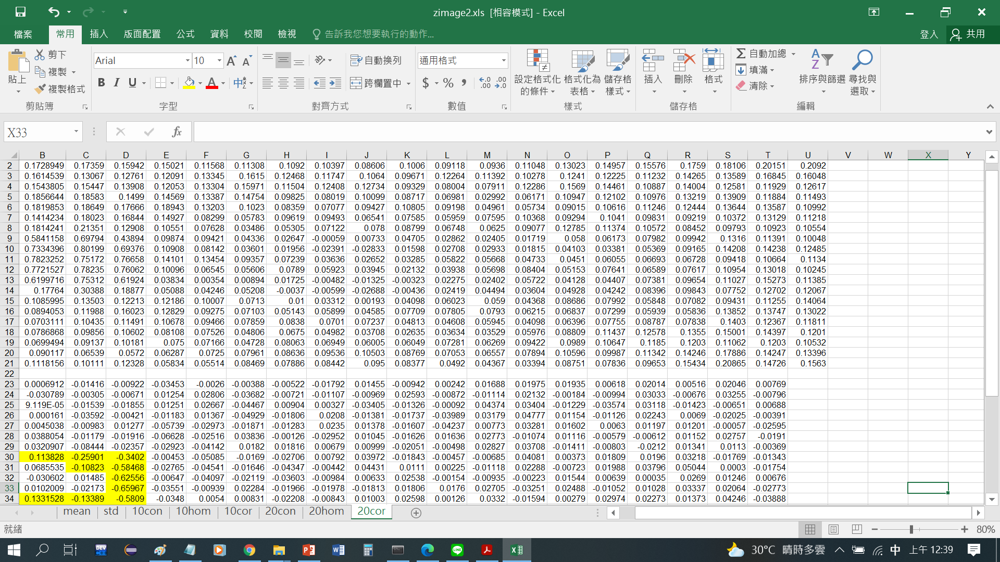 zimage2.xls [相容模式] - Excel
檔案 常用 插入 版面配置 公式 資料 校閱 檢視 告訴我您想要執行的動作... 登入 共用
貼上 剪下 複製 複製格式 剪貼簿
Arial 10 B I U A 中 字型
自動換列 跨欄置中 對齊方式
通用格式 $ % , .00 .0 數值
設定格式化的條件 格式化為表格 儲存格樣式 樣式
插入 刪除 格式 儲存格
Σ 自動加總 填滿 清除 排序與篩選 尋找與選取 編輯
X33 fx
B C D E F G H I J K L M N O P Q R S T U V W X Y
2 0.1728949 0.17359 0.15942 0.15021 0.11568 0.11308 0.1092 0.10397 0.08606 0.1006 0.09118 0.0936 0.11048 0.13023 0.14957 0.15576 0.1759 0.18106 0.20151 0.2092
3 0.1614539 0.13067 0.12761 0.12091 0.13345 0.1615 0.12468 0.11747 0.1064 0.09671 0.12264 0.11392 0.10278 0.1241 0.12225 0.11232 0.14265 0.13589 0.16845 0.16048
4 0.1543805 0.15447 0.13908 0.12053 0.13304 0.15971 0.11504 0.12408 0.12734 0.09329 0.08004 0.07911 0.12286 0.1569 0.14461 0.10887 0.14004 0.12581 0.11929 0.12617
5 0.1856644 0.18583 0.1499 0.14569 0.13387 0.14754 0.09825 0.08019 0.10099 0.08717 0.06981 0.02992 0.06171 0.10947 0.12102 0.10976 0.13219 0.13909 0.11884 0.11493
6 0.1819853 0.18649 0.17666 0.18943 0.13203 0.1023 0.08359 0.07077 0.09427 0.10805 0.09198 0.04961 0.05734 0.09015 0.10616 0.11246 0.12444 0.13644 0.13587 0.10992
7 0.1414234 0.18023 0.16844 0.14927 0.08299 0.05783 0.09619 0.09493 0.06541 0.07585 0.05959 0.07595 0.10368 0.09294 0.1041 0.09831 0.09219 0.10372 0.13129 0.11218
8 0.1814241 0.21351 0.12908 0.10551 0.07628 0.03486 0.05305 0.07122 0.078 0.08799 0.06748 0.0625 0.09077 0.12785 0.11374 0.10572 0.08452 0.09793 0.10923 0.10554
9 0.5841158 0.69794 0.43894 0.09874 0.09421 0.04336 0.02647 -0.00059 0.00733 0.04705 0.02862 0.02405 0.01719 0.058 0.06173 0.07982 0.09942 0.1316 0.11391 0.10048
10 0.7334396 0.80199 0.69376 0.10908 0.08142 0.03601 0.01956 -0.02391 -0.02833 0.01598 0.02708 0.02933 0.01815 0.04103 0.03381 0.05369 0.09165 0.14208 0.14238 0.12485
11 0.7823252 0.75172 0.76658 0.14101 0.13454 0.09357 0.07239 0.03636 0.02652 0.03285 0.05822 0.05668 0.04733 0.0451 0.06055 0.06693 0.06728 0.09418 0.10664 0.1134
12 0.7721527 0.78235 0.76062 0.10096 0.06545 0.05606 0.0789 0.05923 0.03945 0.02132 0.03938 0.05698 0.08404 0.05153 0.07641 0.06589 0.07617 0.10954 0.13018 0.10245
13 0.6199716 0.75312 0.61924 0.03834 0.00354 0.00894 0.01725 -0.00482 -0.01325 -0.00323 0.02275 0.02402 0.05722 0.04128 0.04407 0.07381 0.09654 0.11027 0.15273 0.11385
14 0.17764 0.30388 0.18877 0.05088 0.04246 0.05208 -0.0037 -0.00599 -0.02688 -0.00436 0.02419 0.04494 0.03604 0.04928 0.04242 0.08396 0.09843 0.07752 0.12702 0.12067
15 0.1085995 0.13503 0.12213 0.12186 0.10007 0.0713 0.01 0.03312 0.00193 0.04098 0.06023 0.059 0.04368 0.08686 0.07992 0.05848 0.07082 0.09431 0.11255 0.14064
16 0.0894053 0.11988 0.16023 0.12829 0.09275 0.07103 0.05143 0.05899 0.04585 0.07709 0.07805 0.0793 0.06215 0.06837 0.07299 0.05939 0.05836 0.13852 0.13747 0.13022
17 0.0703111 0.10435 0.11491 0.10678 0.09466 0.07859 0.0838 0.0701 0.07237 0.04813 0.04608 0.05945 0.04098 0.06396 0.07755 0.08787 0.07838 0.1403 0.12367 0.11811
18 0.0786868 0.09856 0.10602 0.08108 0.07526 0.04806 0.0675 0.04982 0.03708 0.02635 0.03634 0.03529 0.05976 0.08809 0.11437 0.12578 0.1355 0.15001 0.14397 0.1201
19 0.0699494 0.09137 0.10181 0.075 0.07166 0.04728 0.08063 0.06949 0.06005 0.06049 0.07281 0.06269 0.09422 0.0989 0.10647 0.1185 0.1203 0.11062 0.1203 0.10532
20 0.090117 0.06539 0.0572 0.06287 0.0725 0.07961 0.08636 0.09536 0.10503 0.08769 0.07053 0.06557 0.07894 0.10596 0.09987 0.11342 0.14246 0.17886 0.14247 0.13396
21 0.1118156 0.10111 0.12328 0.05834 0.05514 0.08469 0.07886 0.08442 0.095 0.08377 0.0492 0.04367 0.03394 0.08751 0.07836 0.09653 0.15434 0.20865 0.14726 0.1563
22
23 0.0006912 -0.01416 -0.00922 -0.03453 -0.0026 -0.00388 -0.00522 -0.01792 0.01455 -0.00942 0.00242 0.01688 0.01975 0.01935 0.00618 0.02014 0.00516 0.02046 0.00769
24 -0.030789 -0.00305 -0.00671 0.01254 0.02806 -0.03682 -0.00721 -0.01107 -0.00969 0.02593 -0.00872 -0.01114 0.02132 -0.00184 -0.00994 0.03033 -0.00676 0.03255 -0.00796
25 9.119E-05 -0.01539 -0.01855 0.01251 0.02667 -0.04467 0.00904 0.00327 -0.03405 -0.01326 -0.00092 0.04374 0.03404 -0.01229 -0.03574 0.03118 -0.01423 -0.00651 0.00688
26 0.000161 -0.03592 -0.00421 -0.01183 0.01367 -0.04929 -0.01806 0.0208 -0.01381 -0.01737 -0.03989 0.03179 0.04777 0.01154 -0.01126 0.02243 0.0069 -0.02025 -0.00391
27 0.0045038 -0.00983 0.01277 -0.05739 -0.02973 -0.01871 -0.01283 0.0235 0.01378 -0.01607 -0.04237 0.00773 0.03281 0.01602 0.0063 0.01197 0.01201 -0.00057 -0.02595
28 0.0388054 -0.01179 -0.01916 -0.06628 -0.02516 0.03836 -0.00126 -0.02952 0.01045 -0.01626 0.01636 0.02773 -0.01074 0.01116 -0.00579 -0.00612 0.01152 0.02757 -0.0191
29 0.0320907 -0.08444 -0.02357 -0.02923 -0.04142 0.0182 0.01816 0.00679 0.00999 -0.02051 -0.00498 0.02827 0.03708 -0.01411 -0.00803 -0.0212 0.01341 0.0113 -0.00369
30 0.113828 -0.25901 -0.3402 -0.00453 -0.05085 -0.0169 -0.02706 0.00792 0.03972 -0.01843 -0.00457 -0.00685 0.04081 0.00373 0.01809 0.0196 0.03218 -0.01769 -0.01343
31 0.0685535 -0.10823 -0.58468 -0.02765 -0.04541 -0.01646 -0.04347 -0.00442 0.04431 0.0111 0.00225 -0.01118 0.02288 -0.00723 0.01988 0.03796 0.05044 0.0003 -0.01754
32 -0.030602 0.01485 -0.62556 -0.00647 -0.04097 -0.02119 -0.03603 -0.00984 0.00633 0.02538 -0.00154 -0.00935 -0.00223 0.01544 0.00639 0.00035 0.0269 0.01246 0.00676
33 0.0102009 -0.02173 -0.65967 -0.03551 -0.00939 0.02284 -0.01966 -0.01978 -0.01813 0.01806 0.0176 0.02705 -0.03251 0.02488 -0.01052 0.01028 0.03337 0.02064 -0.02773
34 0.1331528 -0.13389 -0.5809 -0.0348 0.0054 0.00831 -0.02208 -0.00843 0.01003 0.02598 0.00126 0.0332 -0.01594 0.00279 0.02974 0.02273 0.01373 0.04246 -0.03888
mean std 10con 10hom 10cor 20con 20hom 20cor
就緒 80%
30°C 晴時多雲 中 上午 12:39